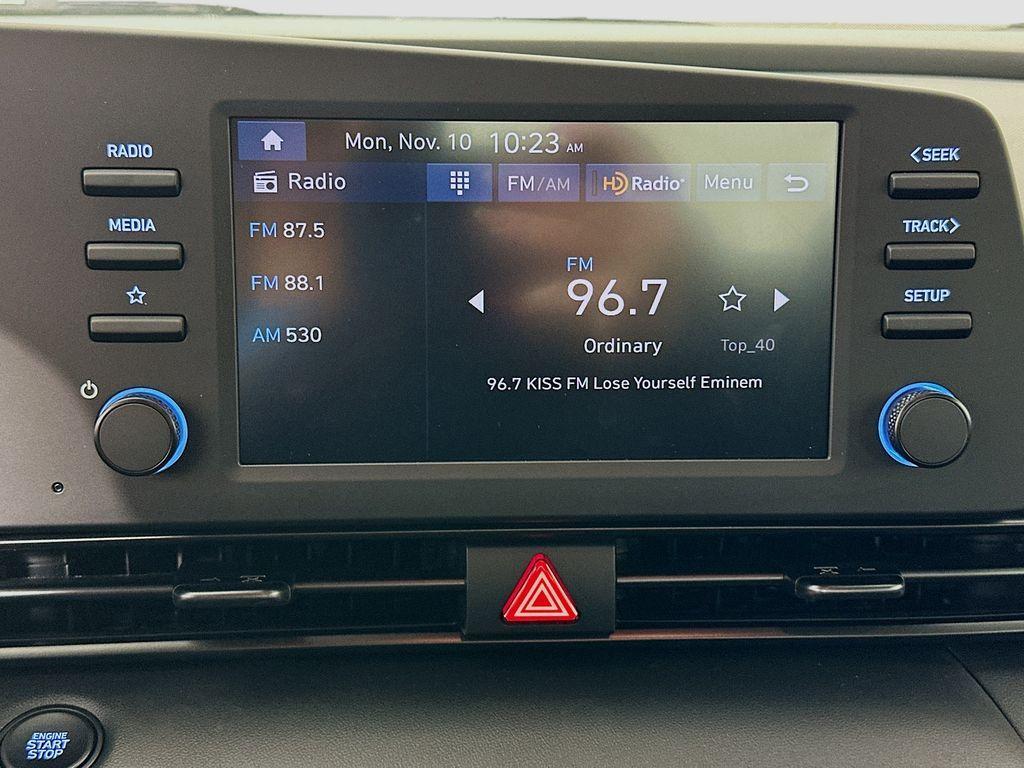 RADIO
MEDIA
Mon, Nov. 10 10:23 AM
Radio
FM/AM
HD Radio
Menu
FM 87.5
FM 88.1
AM 530
FM
96.7
Ordinary
Top_40
96.7 KISS FM Lose Yourself Eminem
<SEEK
TRACK>
SETUP
ENGINE
START
STOP